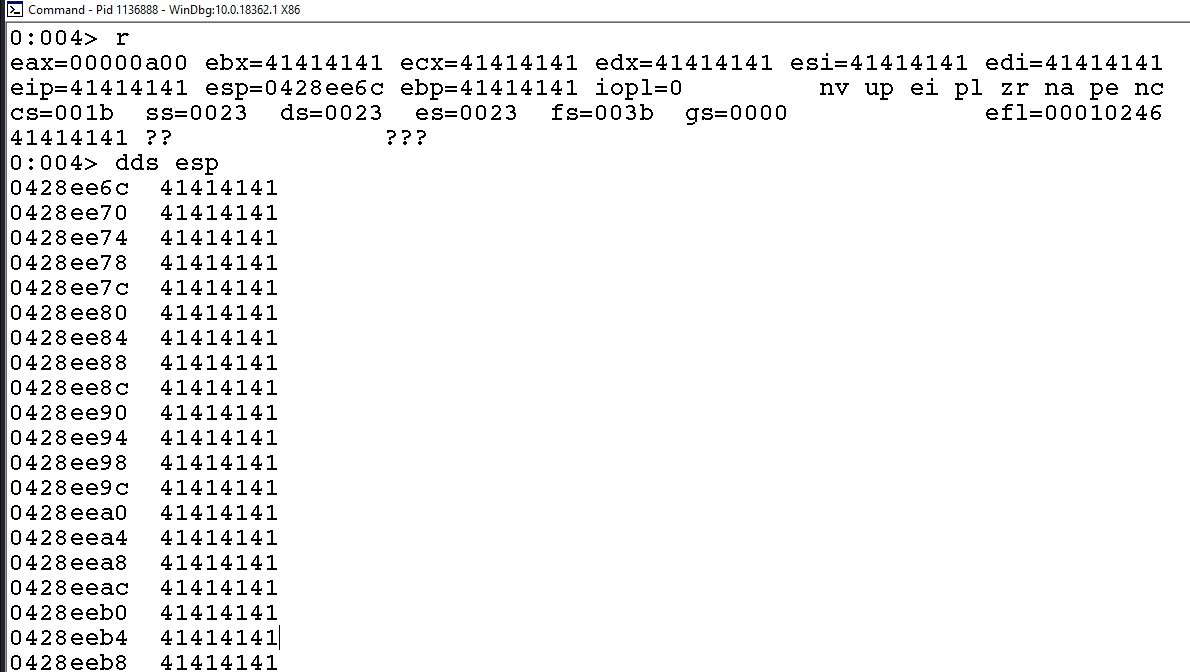 Command - Pid 1136888 - WinDbg:10.0.18362.1 X86
0:004> r
eax=00000a00 ebx=41414141 ecx=41414141 edx=41414141 esi=41414141 edi=41414141
eip=41414141 esp=0428ee6c ebp=41414141 iopl=0         nv up ei pl zr na pe nc
cs=001b  ss=0023  ds=0023  es=0023  fs=003b  gs=0000             efl=00010246
41414141 ??              ???
0:004> dds esp
0428ee6c  41414141
0428ee70  41414141
0428ee74  41414141
0428ee78  41414141
0428ee7c  41414141
0428ee80  41414141
0428ee84  41414141
0428ee88  41414141
0428ee8c  41414141
0428ee90  41414141
0428ee94  41414141
0428ee98  41414141
0428ee9c  41414141
0428eea0  41414141
0428eea4  41414141
0428eea8  41414141
0428eeac  41414141
0428eeb0  41414141
0428eeb4  41414141
0428eeb8  41414141